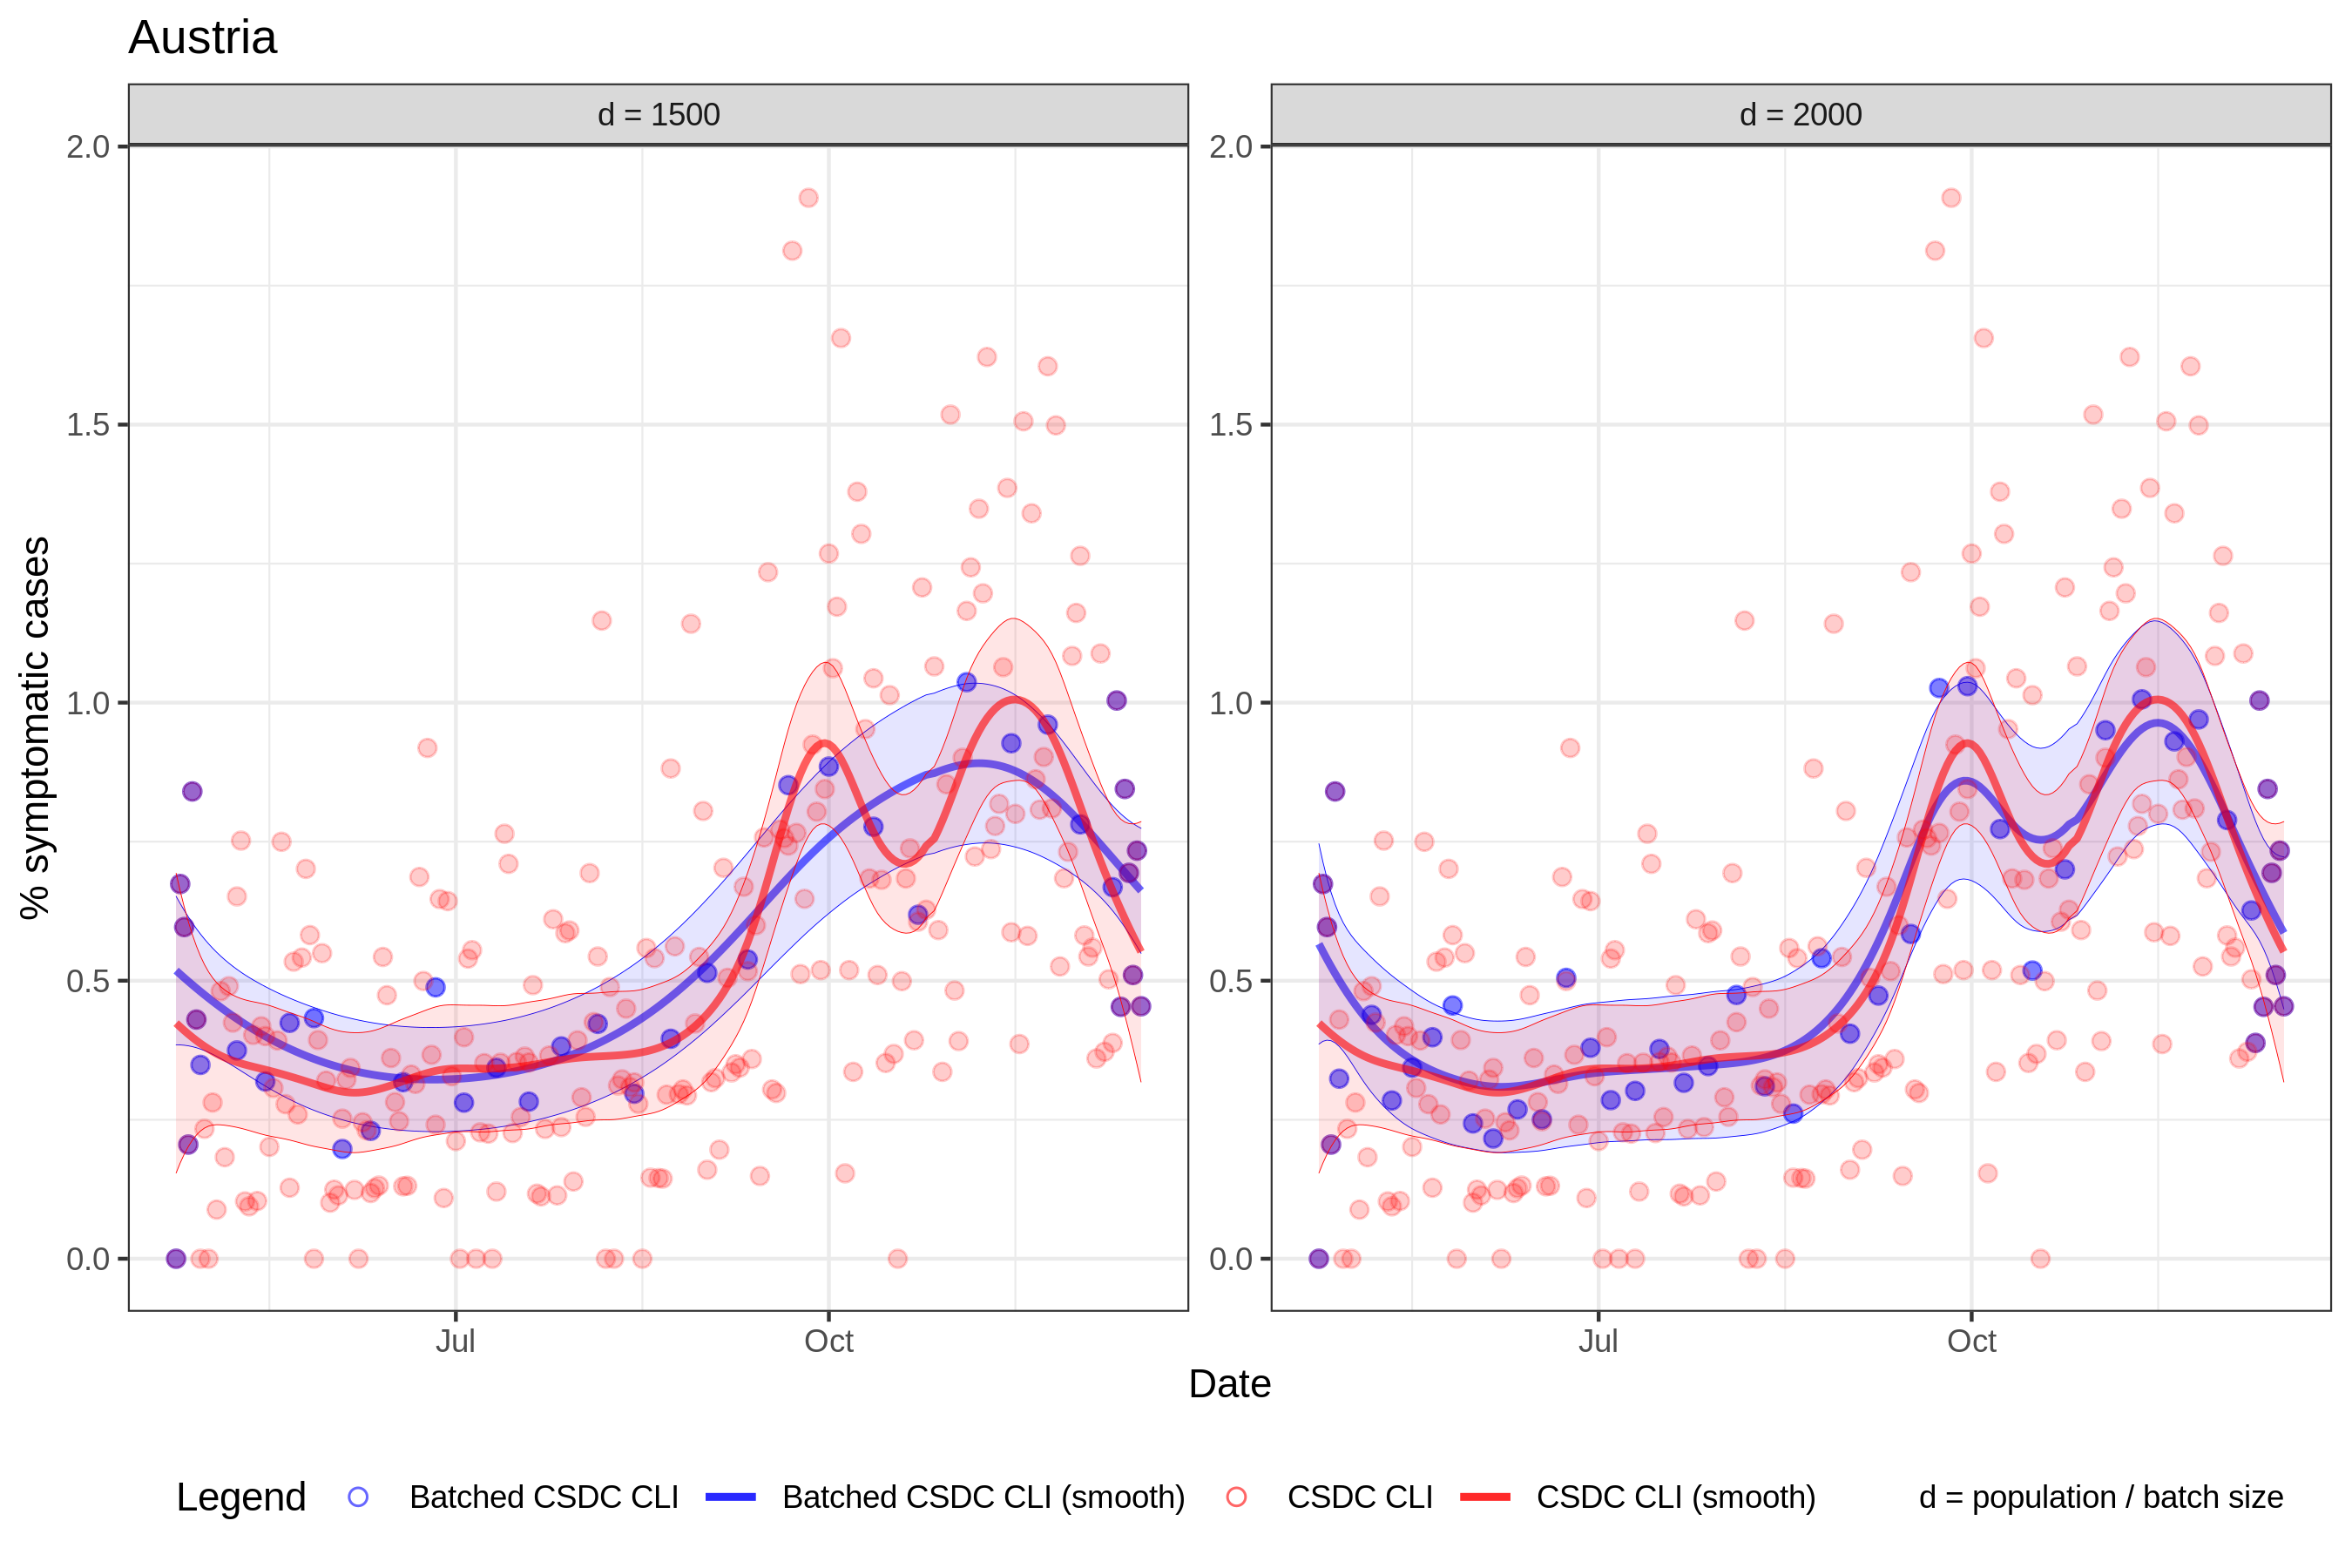 Austria
d = 1500
d = 2000
2.0
1.5
1.0
0.5
0.0
2.0
1.5
1.0
0.5
0.0
% symptomatic cases
Jul
Oct
Jul
Oct
Date
Legend
Batched CSDC CLI
Batched CSDC CLI (smooth)
CSDC CLI
CSDC CLI (smooth)
d = population / batch size